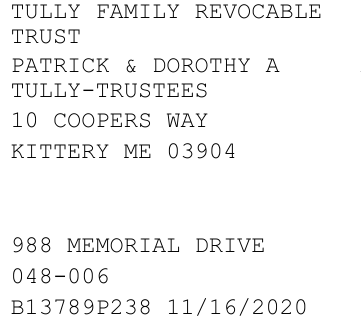 TULLY FAMILY REVOCABLE
TRUST
PATRICK & DOROTHY A
TULLY-TRUSTEES
10 COOPERS WAY
KITTERY ME 03904
988 MEMORIAL DRIVE
048-006
B13789P238 11/16/2020